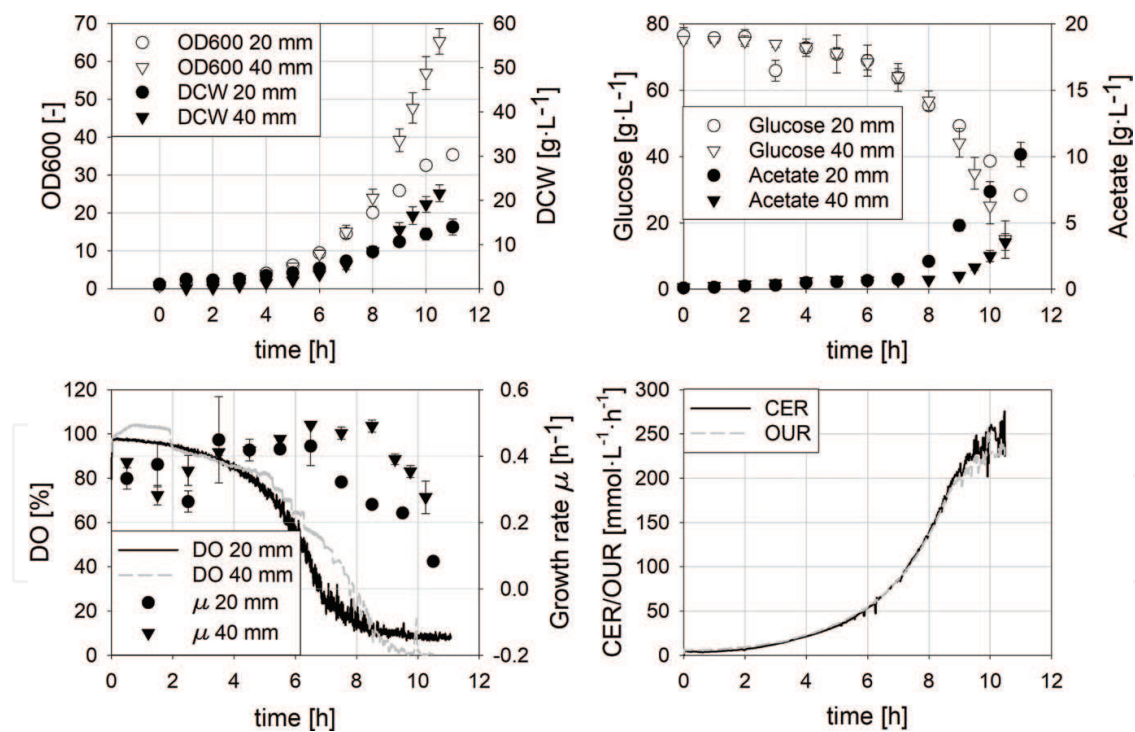 70
60
50
40
30
20
10
0
OD600 [-]
OD600 20 mm
OD600 40 mm
DCW 20 mm
DCW 40 mm
60
50
40
30
20
10
0
DCW [g·L⁻¹]
0 2 4 6 8 10 12
time [h]
80
60
40
20
0
Glucose [g·L⁻¹]
Glucose 20 mm
Glucose 40 mm
Acetate 20 mm
Acetate 40 mm
20
15
10
5
0
Acetate [g·L⁻¹]
0 2 4 6 8 10 12
time [h]
120
100
80
60
40
20
0
DO [%]
DO 20 mm
DO 40 mm
μ 20 mm
μ 40 mm
0.6
0.4
0.2
0.0
-0.2
Growth rate μ [h⁻¹]
0 2 4 6 8 10 12
time [h]
300
250
200
150
100
50
0
CER/OUR [mmol·L⁻¹·h⁻¹]
CER
OUR
0 2 4 6 8 10 12
time [h]